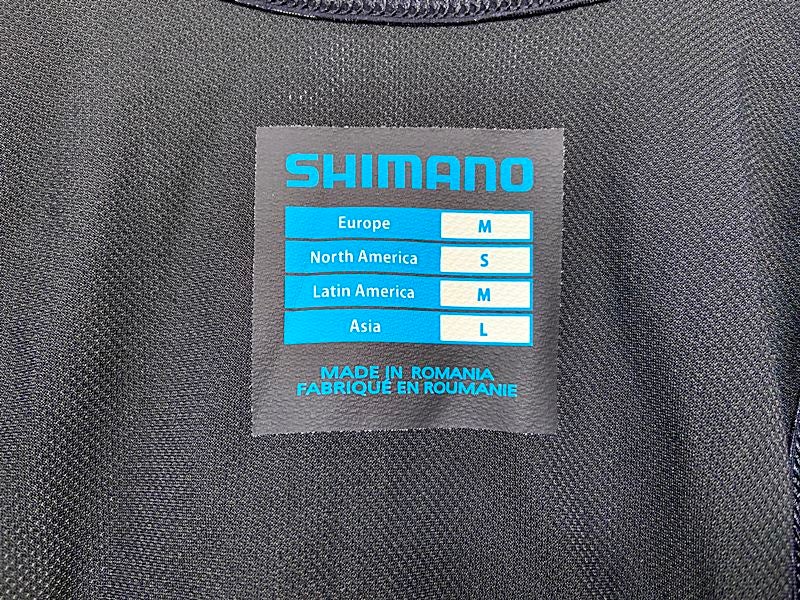 SHIMANO
Europe M
North America S
Latin America M
Asia L
MADE IN ROMANIA
FABRIQUÉ EN ROUMANIE